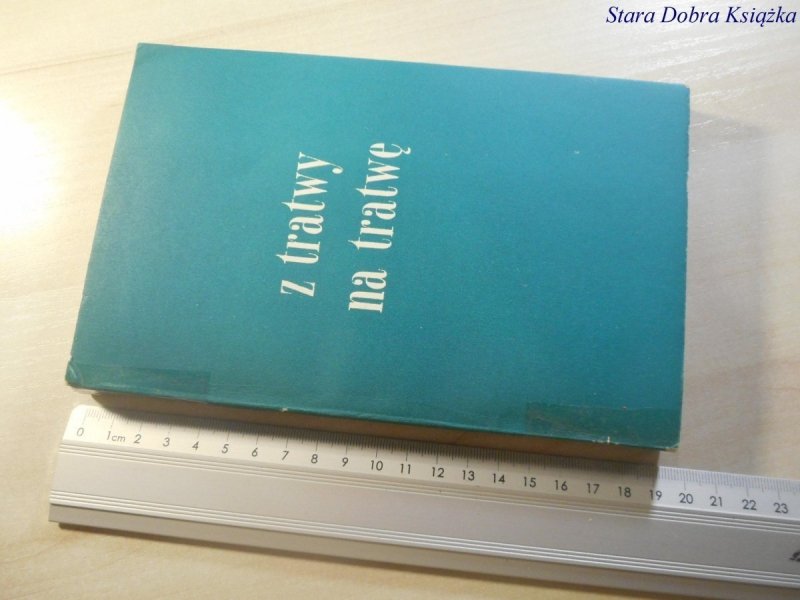 Stara Dobra Książka
z tratwy
na tratwę
0 1cm 2 3 4 5 6 7 8 9 10 11 12 13 14 15 16 17 18 19 20 21 22 23